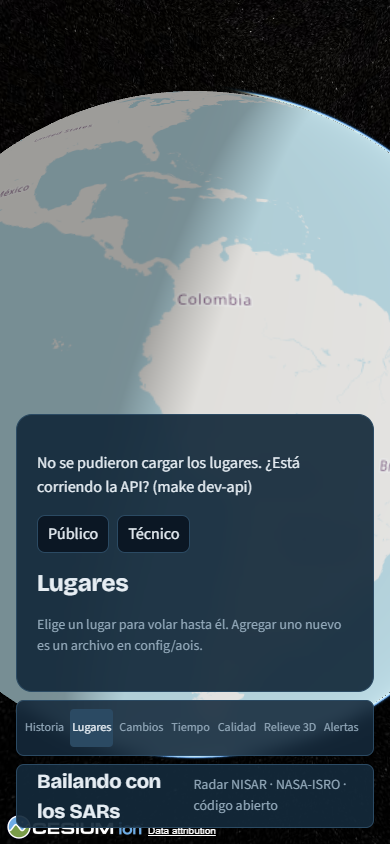 United States
México
Colombia
No se pudieron cargar los lugares. ¿Está
corriendo la API? (make dev-api)
Público
Técnico
Lugares
Elige un lugar para volar hasta él. Agregar uno nuevo
es un archivo en config/aois.
Historia Lugares Cambios Tiempo Calidad Relieve 3D Alertas
Bailando con
los SARs
Radar NISAR · NASA-ISRO ·
código abierto
CESIUM ion Data attribution